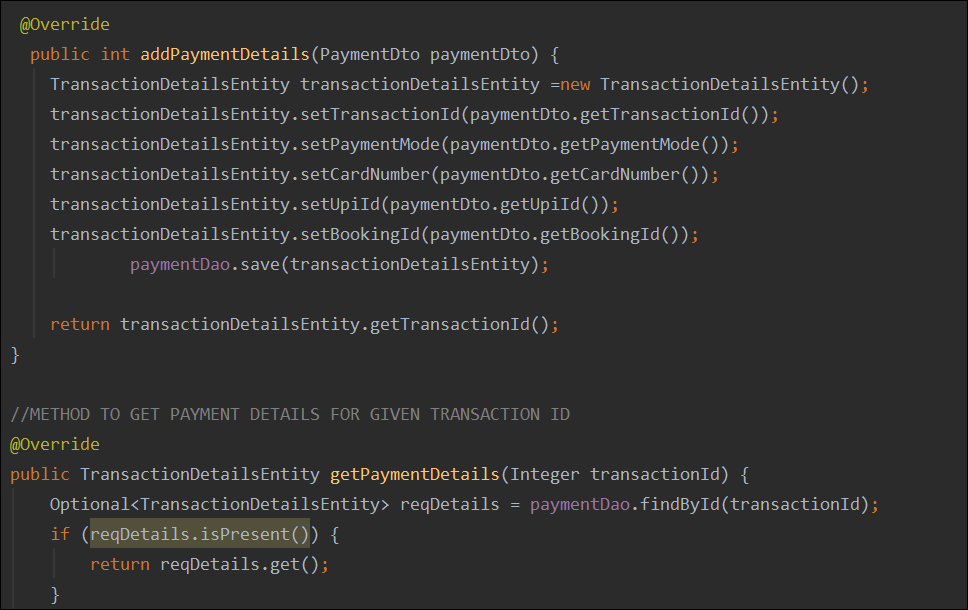 @Override
public int addPaymentDetails(PaymentDto paymentDto) {
TransactionDetailsEntity transactionDetailsEntity =new TransactionDetailsEntity();
transactionDetailsEntity.setTransactionId(paymentDto.getTransactionId());
transactionDetailsEntity.setPaymentMode(paymentDto.getPaymentMode());
transactionDetailsEntity.setCardNumber(paymentDto.getCardNumber());
transactionDetailsEntity.setUpiId(paymentDto.getUpiId());
transactionDetailsEntity.setBookingId(paymentDto.getBookingId());
paymentDao.save(transactionDetailsEntity);
return transactionDetailsEntity.getTransactionId();
}
//METHOD TO GET PAYMENT DETAILS FOR GIVEN TRANSACTION ID
@Override
public TransactionDetailsEntity getPaymentDetails(Integer transactionId) {
Optional<TransactionDetailsEntity> reqDetails = paymentDao.findById(transactionId);
if (reqDetails.isPresent()) {
return reqDetails.get();
}